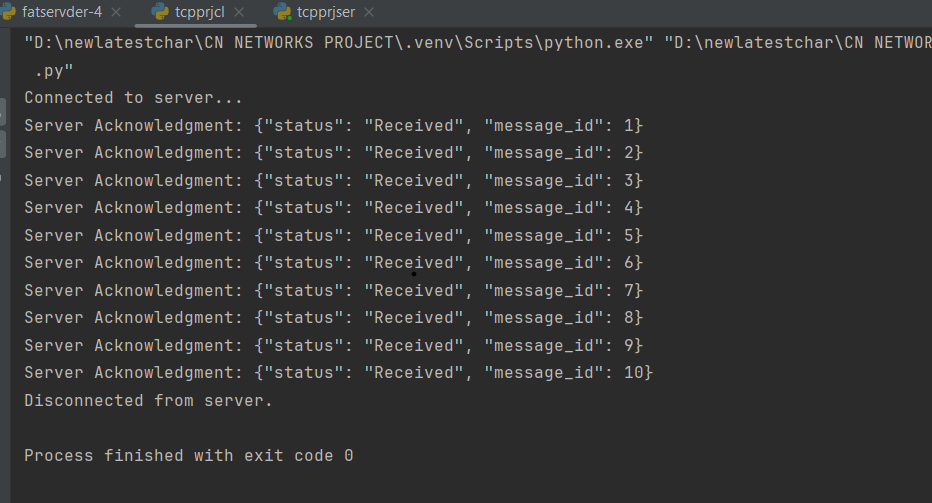 fatservder-4 tcpprjcl tcpprjser
"D:\newlatestchar\CN NETWORKS PROJECT\.venv\Scripts\python.exe" "D:\newlatestchar\CN NETWOR
.py"
Connected to server...
Server Acknowledgment: {"status": "Received", "message_id": 1}
Server Acknowledgment: {"status": "Received", "message_id": 2}
Server Acknowledgment: {"status": "Received", "message_id": 3}
Server Acknowledgment: {"status": "Received", "message_id": 4}
Server Acknowledgment: {"status": "Received", "message_id": 5}
Server Acknowledgment: {"status": "Received", "message_id": 6}
Server Acknowledgment: {"status": "Received", "message_id": 7}
Server Acknowledgment: {"status": "Received", "message_id": 8}
Server Acknowledgment: {"status": "Received", "message_id": 9}
Server Acknowledgment: {"status": "Received", "message_id": 10}
Disconnected from server.
Process finished with exit code 0